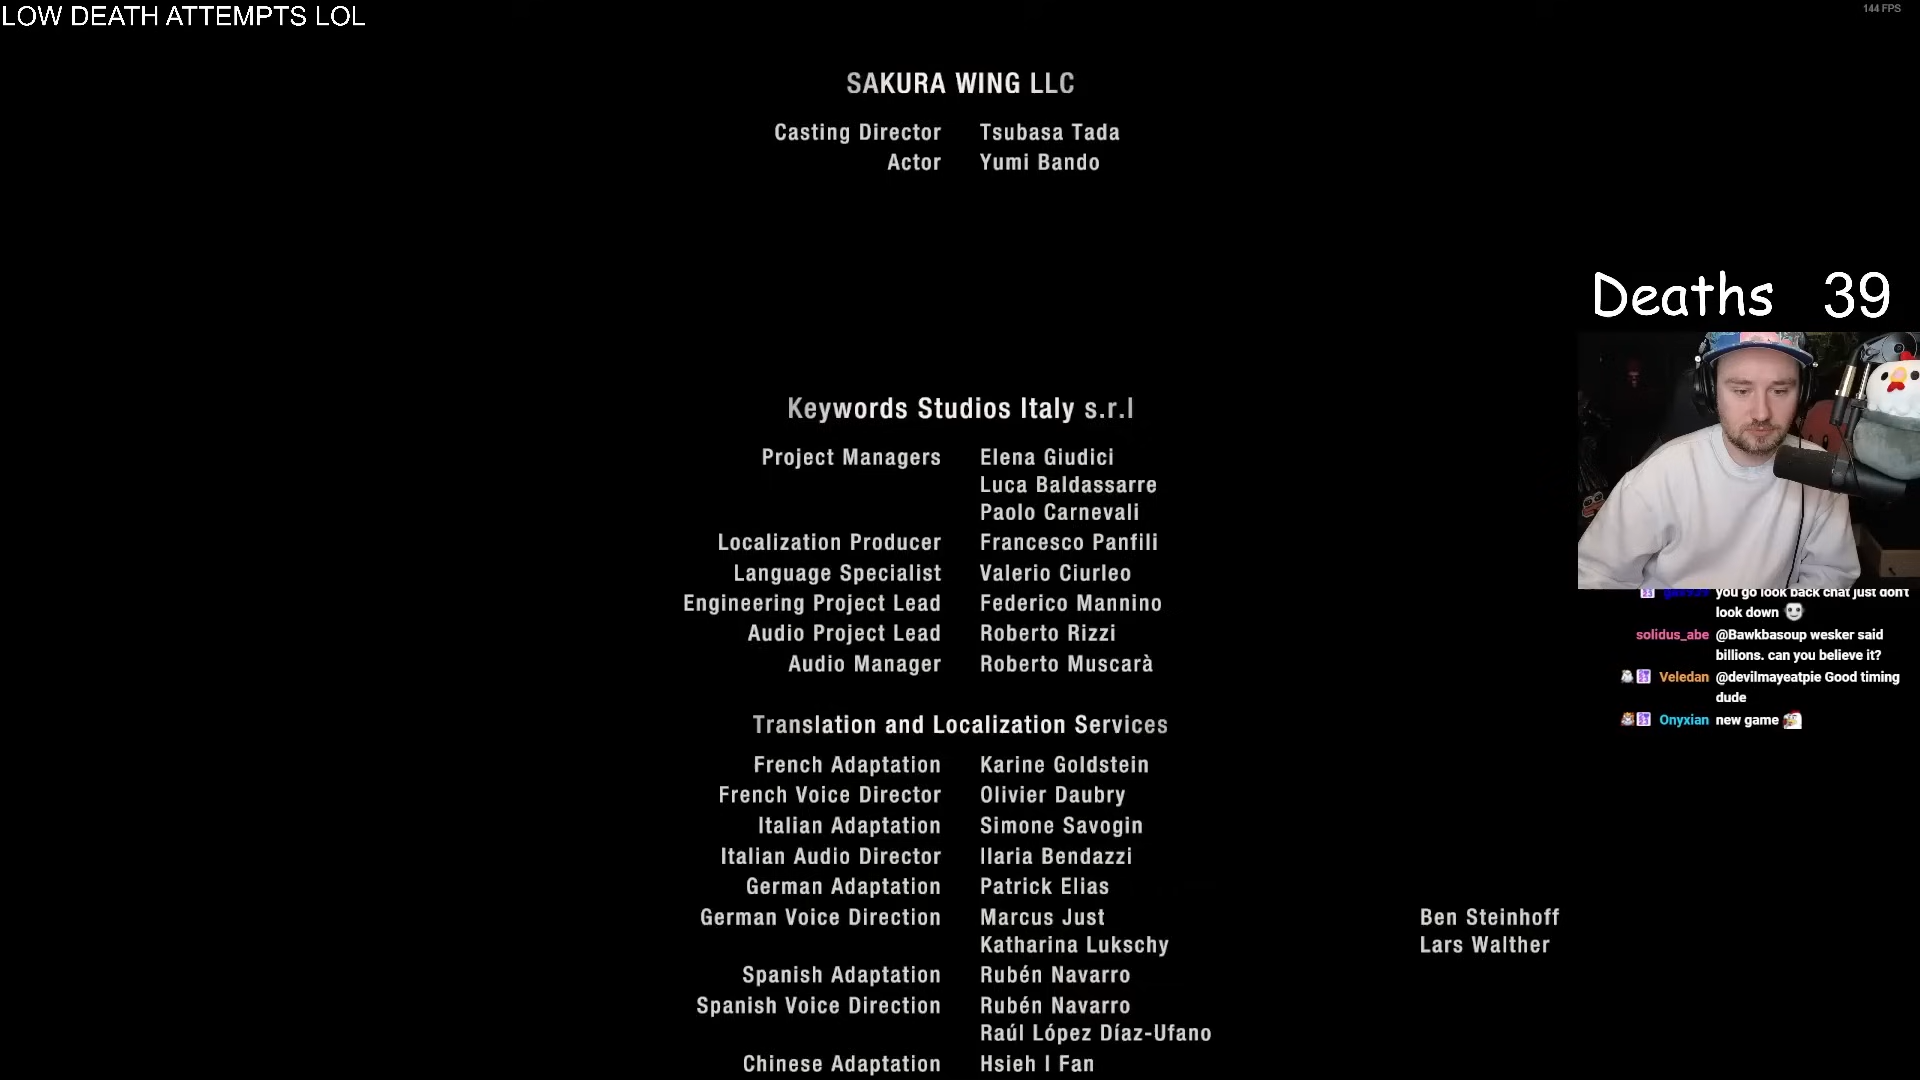 LOW DEATH ATTEMPTS LOL
144 FPS
SAKURA WING LLC
Casting Director Tsubasa Tada
Actor Yumi Bando
Deaths 39
Keywords Studios Italy s.r.l
Project Managers Elena Giudici
Luca Baldassarre
Paolo Carnevali
Localization Producer Francesco Panfili
Language Specialist Valerio Ciurleo
Engineering Project Lead Federico Mannino
Audio Project Lead Roberto Rizzi
Audio Manager Roberto Muscarà
Translation and Localization Services
French Adaptation Karine Goldstein
French Voice Director Olivier Daubry
Italian Adaptation Simone Savogin
Italian Audio Director Ilaria Bendazzi
German Adaptation Patrick Elias
German Voice Direction Marcus Just Ben Steinhoff
Katharina Lukschy Lars Walther
Spanish Adaptation Rubén Navarro
Spanish Voice Direction Rubén Navarro
Raúl López Díaz-Ufano
Chinese Adaptation Hsieh I Fan
you go look back chat just dont
look down
solidus_abe @Bawkbasoup wesker said
billions. can you believe it?
Veledan @devilmayeatpie Good timing
dude
Onyxian new game